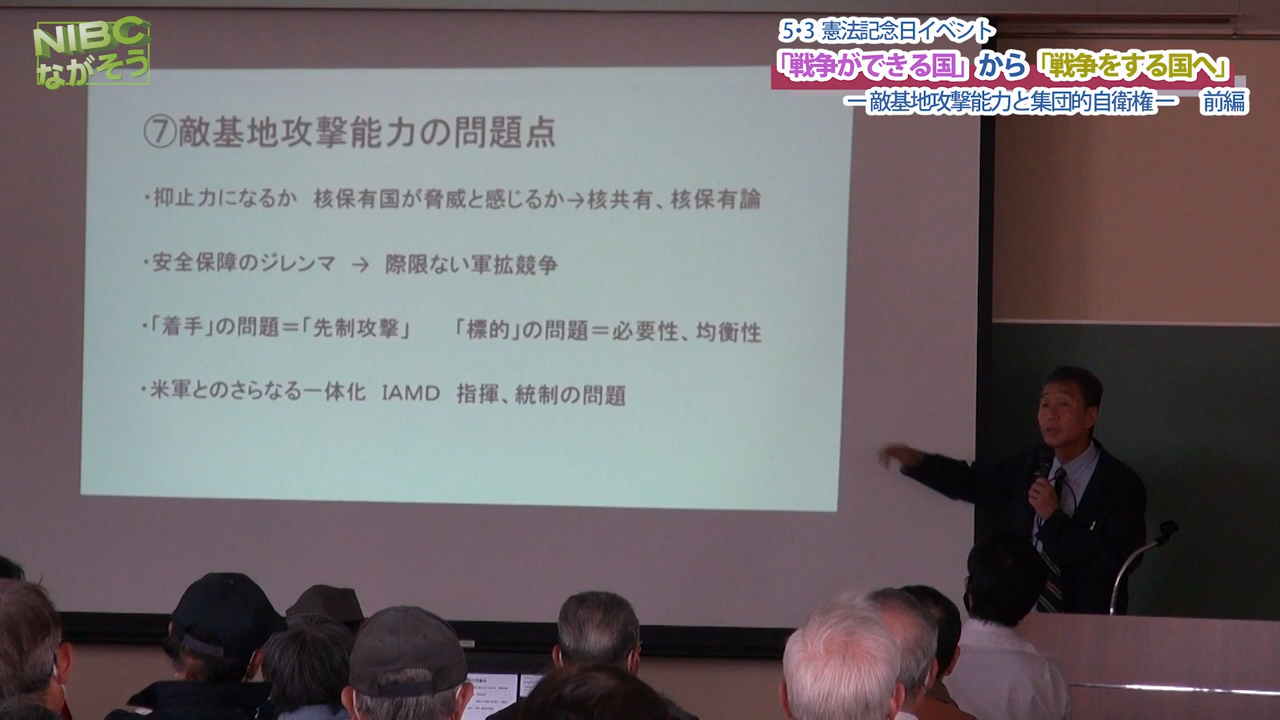 NIBC
ながそう
5・3 憲法記念日イベント
「戦争ができる国」から「戦争をする国へ」
ー敵基地攻撃能力と集団的自衛権ー 前編
⑦敵基地攻撃能力の問題点
・抑止力になるか 核保有国が脅威と感じるか→核共有、核保有論
・安全保障のジレンマ → 際限ない軍拡競争
・「着手」の問題＝「先制攻撃」 「標的」の問題＝必要性、均衡性
・米軍とのさらなる一体化 IAMD 指揮、統制の問題